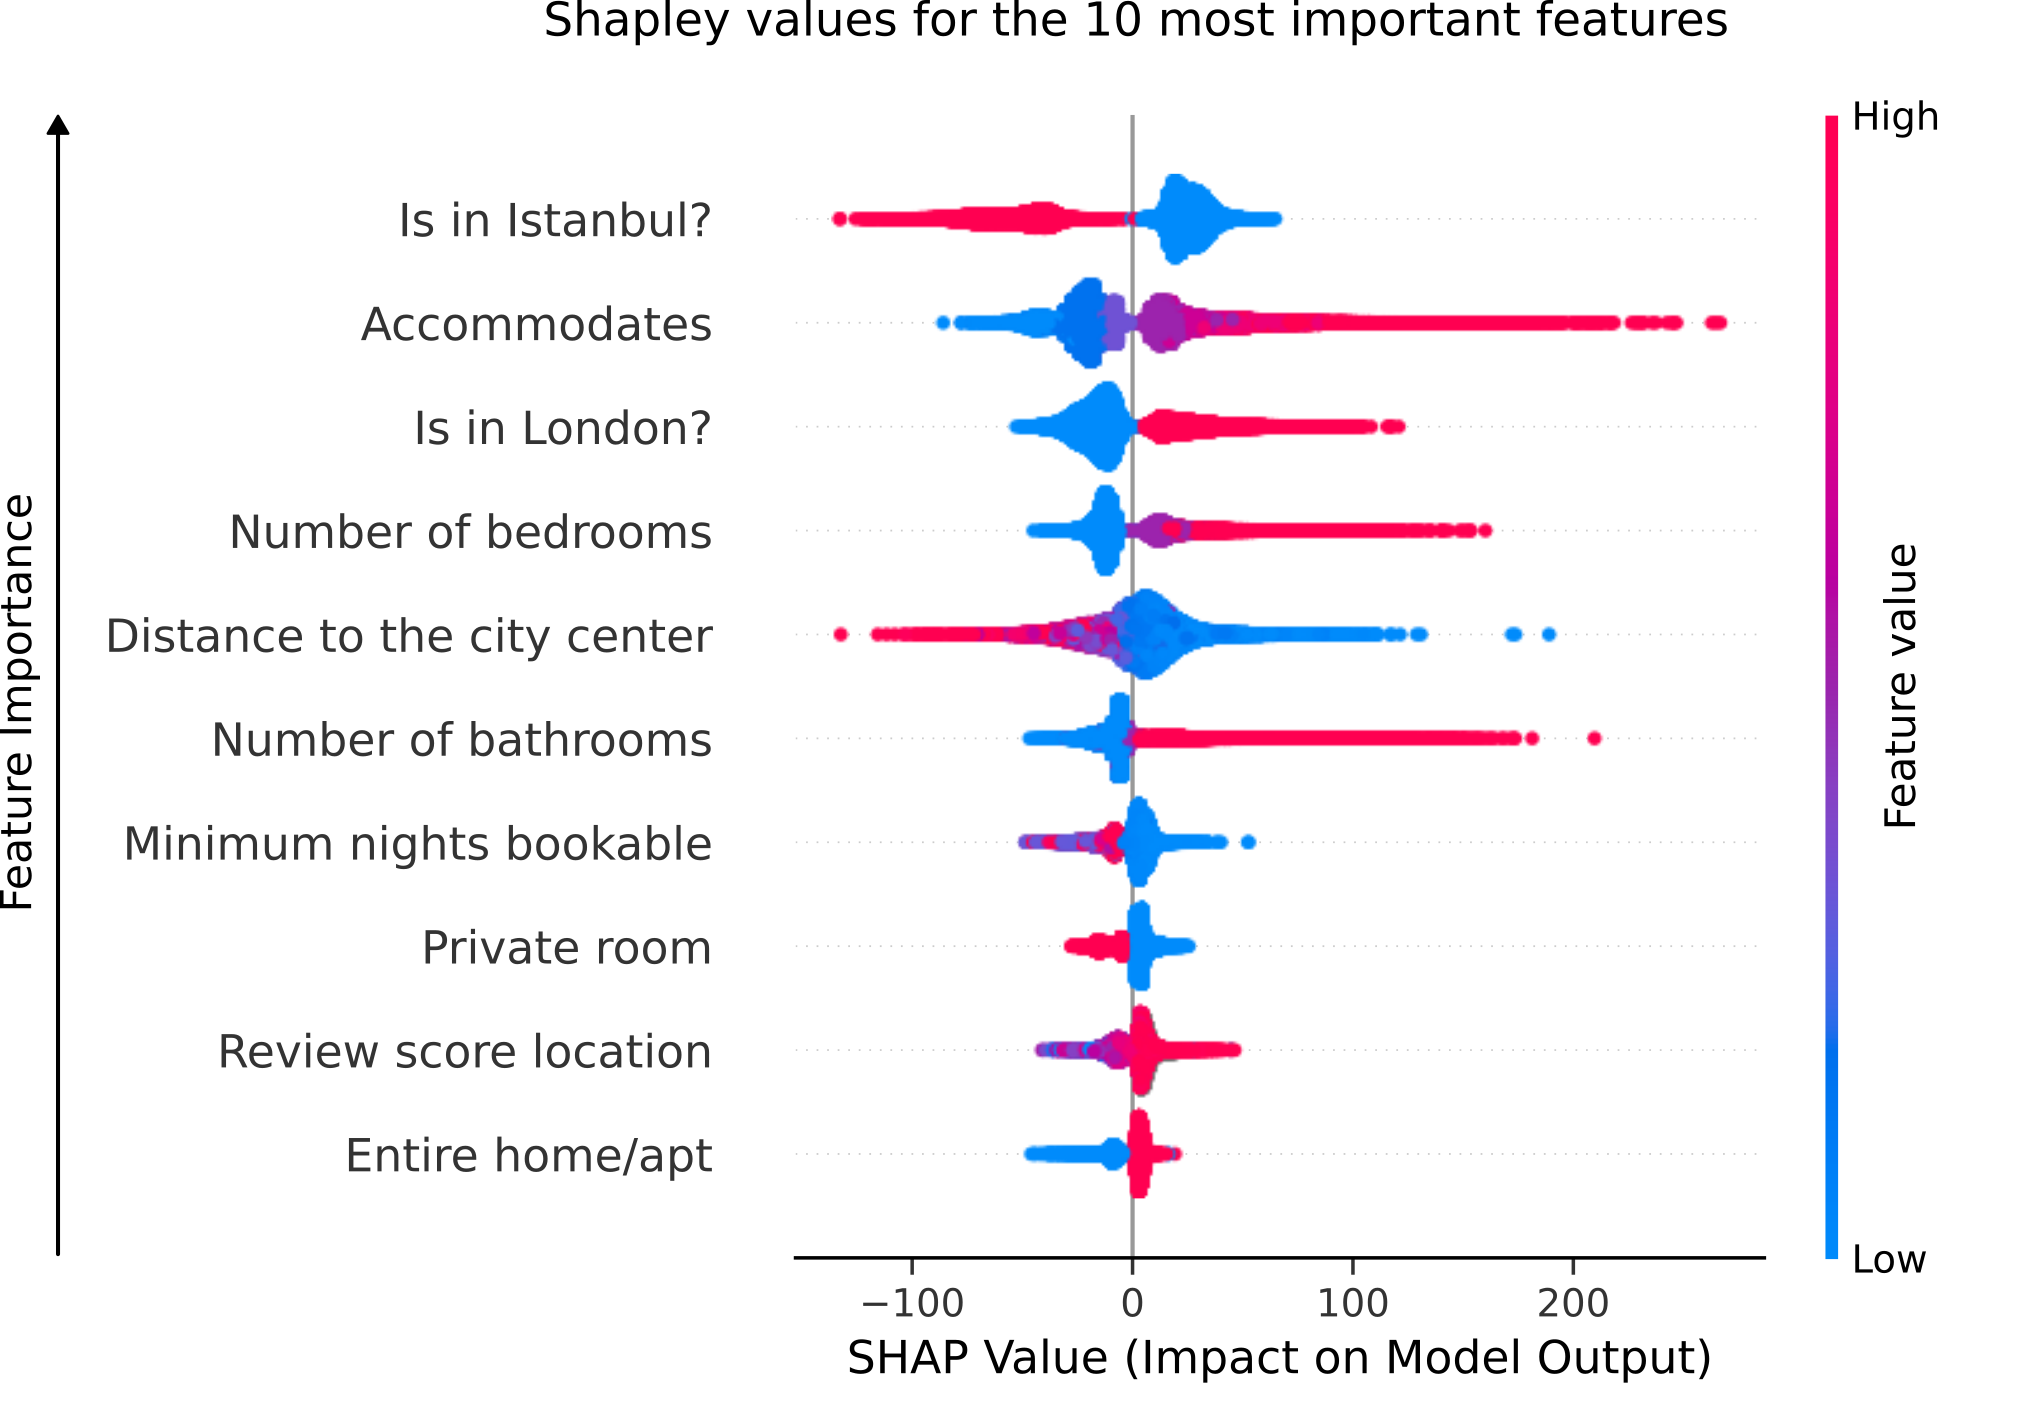 Shapley values for the 10 most important features
High
Is in Istanbul?
Accommodates
Is in London?
Number of bedrooms
Distance to the city center
Number of bathrooms
Minimum nights bookable
Private room
Review score location
Entire home/apt
Feature Importance
Feature value
Low
−100 0 100 200
SHAP Value (Impact on Model Output)